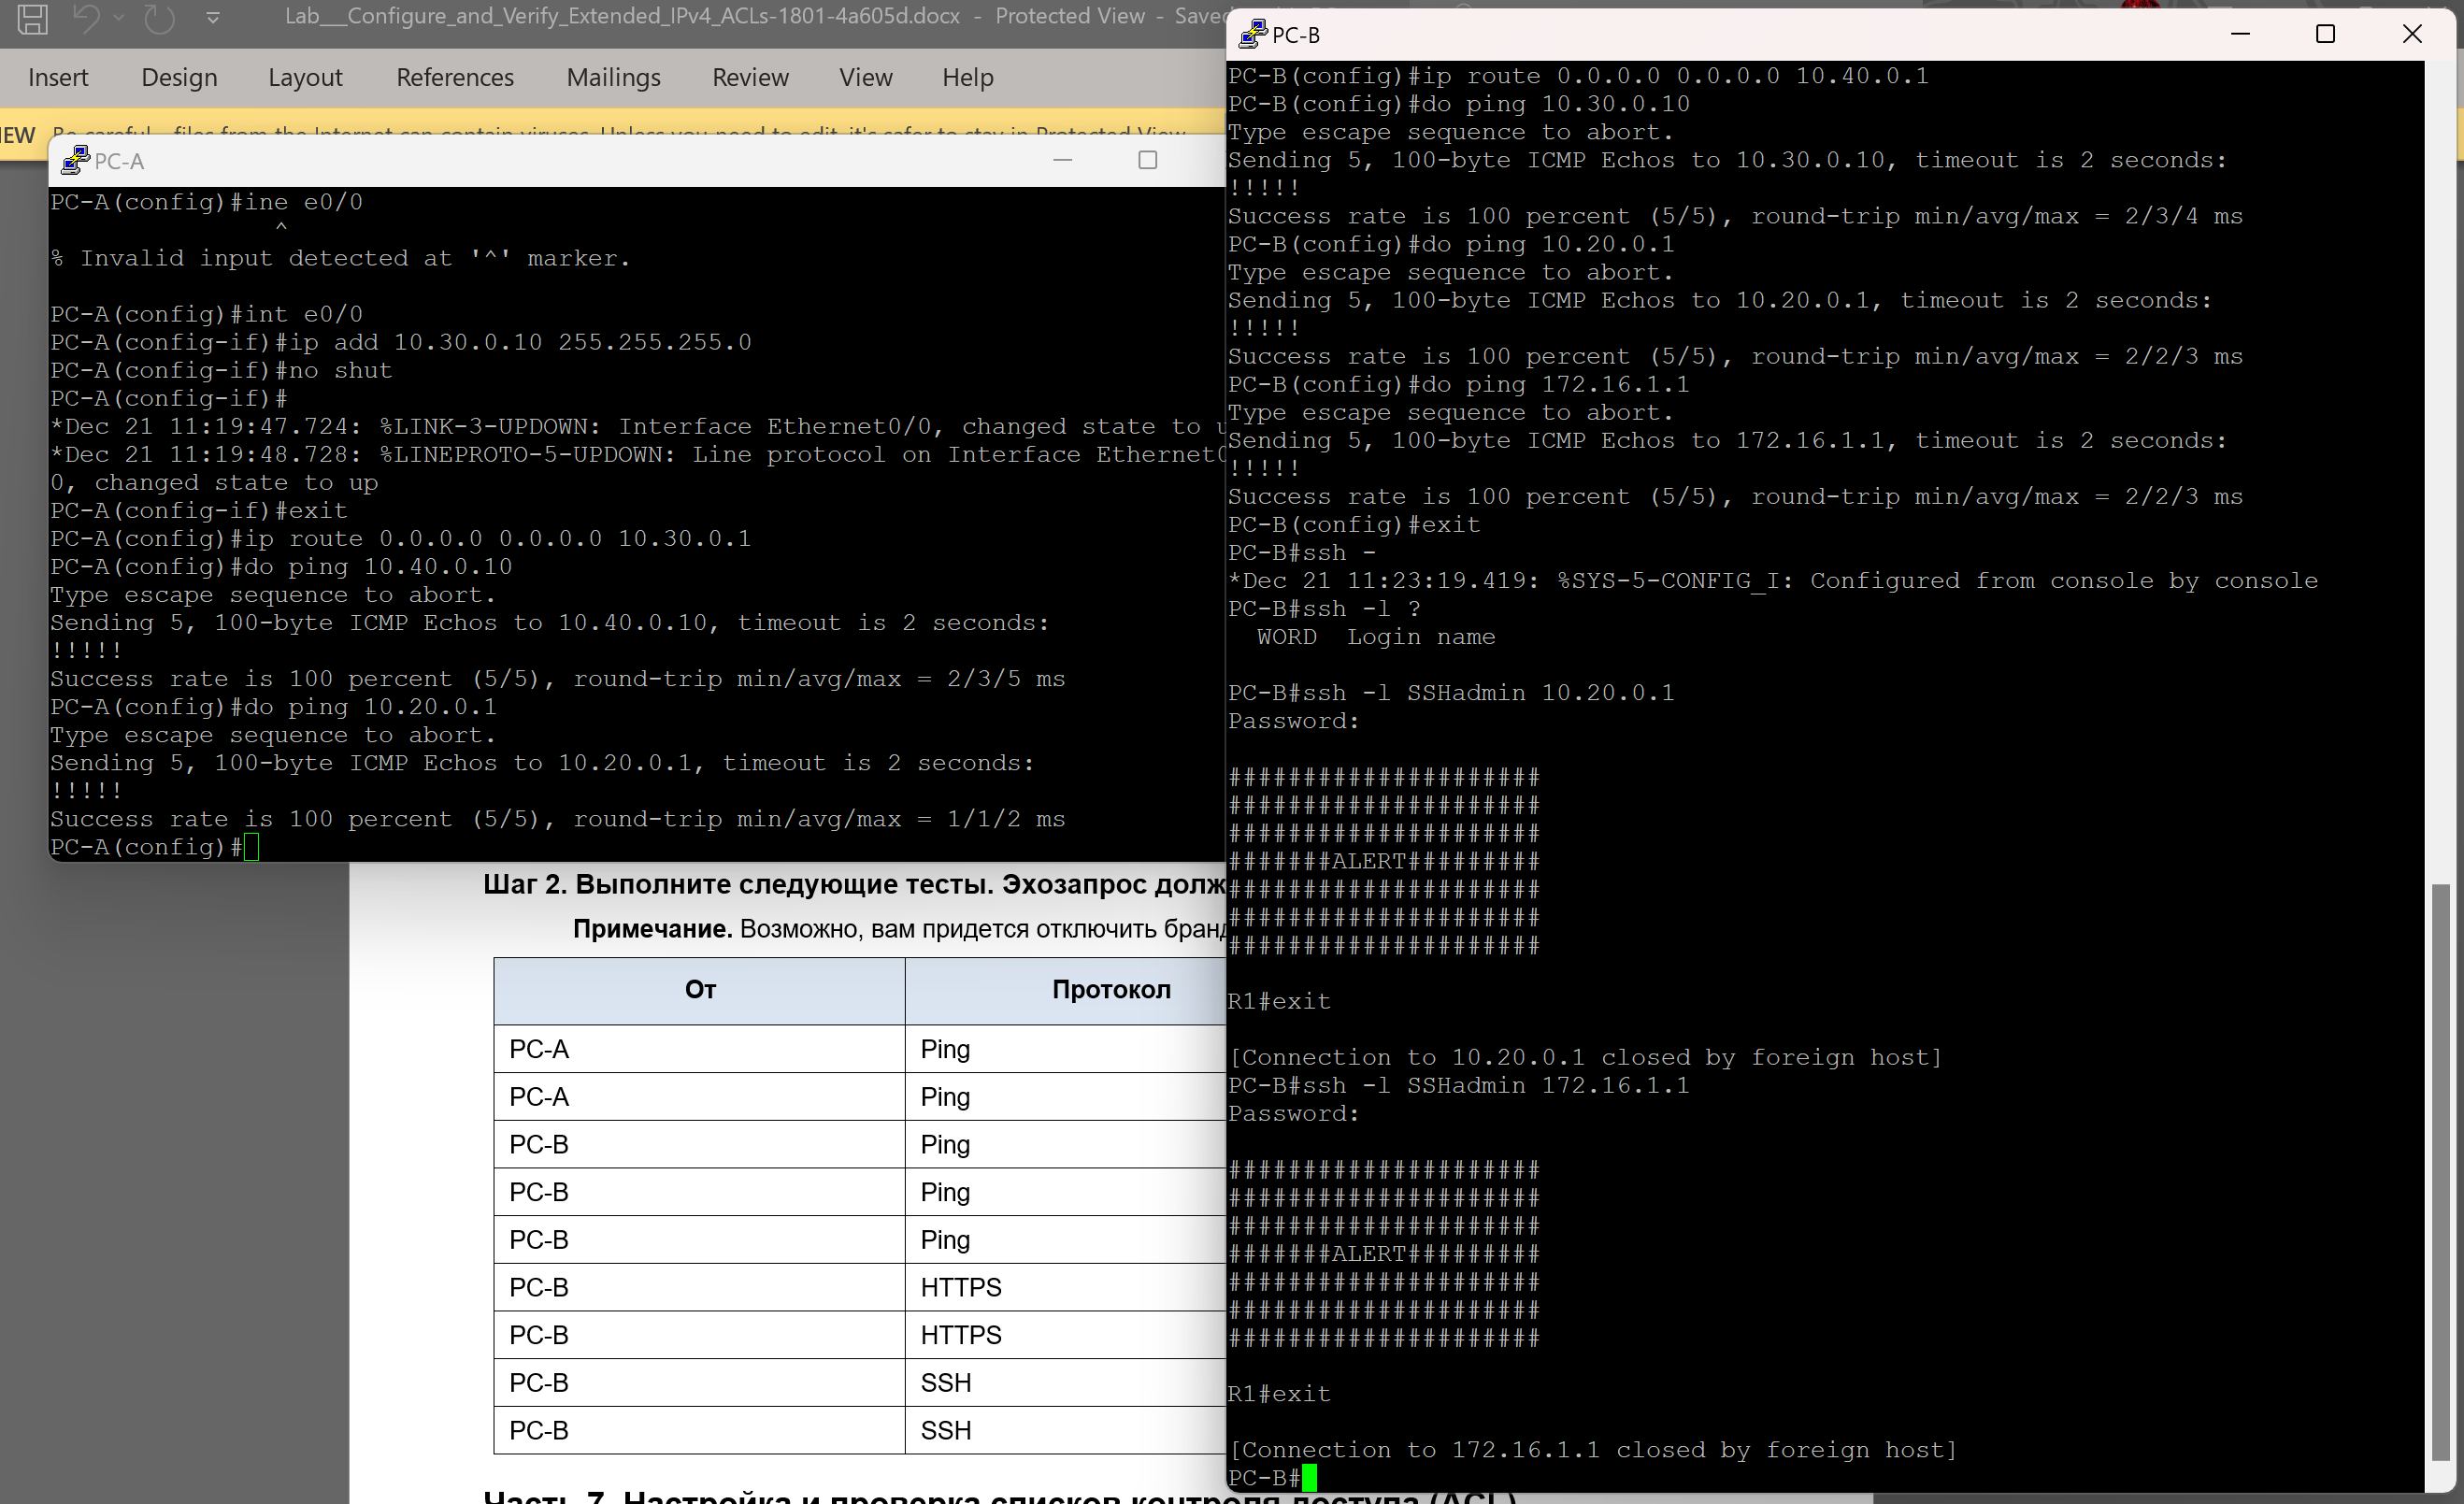 Lab___Configure_and_Verify_Extended_IPv4_ACLs-1801-4a605d.docx - Protected View - Saved
Insert Design Layout References Mailings Review View Help
PC-A
PC-A(config)#ine e0/0
^
% Invalid input detected at '^' marker.
PC-A(config)#int e0/0
PC-A(config-if)#ip add 10.30.0.10 255.255.255.0
PC-A(config-if)#no shut
PC-A(config-if)#
*Dec 21 11:19:47.724: %LINK-3-UPDOWN: Interface Ethernet0/0, changed state to u
*Dec 21 11:19:48.728: %LINEPROTO-5-UPDOWN: Line protocol on Interface Ethernet0
0, changed state to up
PC-A(config-if)#exit
PC-A(config)#ip route 0.0.0.0 0.0.0.0 10.30.0.1
PC-A(config)#do ping 10.40.0.10
Type escape sequence to abort.
Sending 5, 100-byte ICMP Echos to 10.40.0.10, timeout is 2 seconds:
!!!!!
Success rate is 100 percent (5/5), round-trip min/avg/max = 2/3/5 ms
PC-A(config)#do ping 10.20.0.1
Type escape sequence to abort.
Sending 5, 100-byte ICMP Echos to 10.20.0.1, timeout is 2 seconds:
!!!!!
Success rate is 100 percent (5/5), round-trip min/avg/max = 1/1/2 ms
PC-A(config)#
Шаг 2. Выполните следующие тесты. Эхозапрос долж
Примечание. Возможно, вам придется отключить бранд
От Протокол
PC-A Ping
PC-A Ping
PC-B Ping
PC-B Ping
PC-B Ping
PC-B HTTPS
PC-B HTTPS
PC-B SSH
PC-B SSH
Часть 7. Настройка и проверка списков контроля доступа (ACL)
PC-B
PC-B(config)#ip route 0.0.0.0 0.0.0.0 10.40.0.1
PC-B(config)#do ping 10.30.0.10
Type escape sequence to abort.
Sending 5, 100-byte ICMP Echos to 10.30.0.10, timeout is 2 seconds:
!!!!!
Success rate is 100 percent (5/5), round-trip min/avg/max = 2/3/4 ms
PC-B(config)#do ping 10.20.0.1
Type escape sequence to abort.
Sending 5, 100-byte ICMP Echos to 10.20.0.1, timeout is 2 seconds:
!!!!!
Success rate is 100 percent (5/5), round-trip min/avg/max = 2/2/3 ms
PC-B(config)#do ping 172.16.1.1
Type escape sequence to abort.
Sending 5, 100-byte ICMP Echos to 172.16.1.1, timeout is 2 seconds:
!!!!!
Success rate is 100 percent (5/5), round-trip min/avg/max = 2/2/3 ms
PC-B(config)#exit
PC-B#ssh -
*Dec 21 11:23:19.419: %SYS-5-CONFIG_I: Configured from console by console
PC-B#ssh -l ?
WORD Login name
PC-B#ssh -l SSHadmin 10.20.0.1
Password:
#####################
#####################
#####################
#######ALERT#########
#####################
#####################
#####################
R1#exit
[Connection to 10.20.0.1 closed by foreign host]
PC-B#ssh -l SSHadmin 172.16.1.1
Password:
#####################
#####################
#####################
#######ALERT#########
#####################
#####################
#####################
R1#exit
[Connection to 172.16.1.1 closed by foreign host]
PC-B#